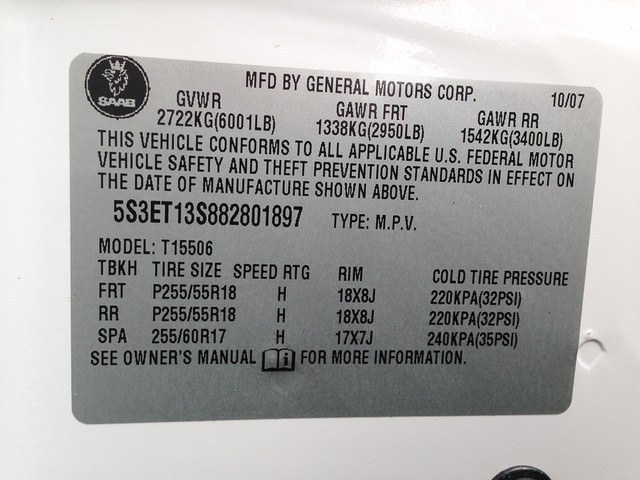 SAAB
MFD BY GENERAL MOTORS CORP. 10/07
GVWR GAWR FRT GAWR RR
2722KG(6001LB) 1338KG(2950LB) 1542KG(3400LB)
THIS VEHICLE CONFORMS TO ALL APPLICABLE U.S. FEDERAL MOTOR
VEHICLE SAFETY AND THEFT PREVENTION STANDARDS IN EFFECT ON
THE DATE OF MANUFACTURE SHOWN ABOVE.
5S3ET13S882801897 TYPE: M.P.V.
MODEL: T15506
TBKH TIRE SIZE SPEED RTG RIM COLD TIRE PRESSURE
FRT P255/55R18 H 18X8J 220KPA(32PSI)
RR P255/55R18 H 18X8J 220KPA(32PSI)
SPA 255/60R17 H 17X7J 240KPA(35PSI)
SEE OWNER'S MANUAL i FOR MORE INFORMATION.